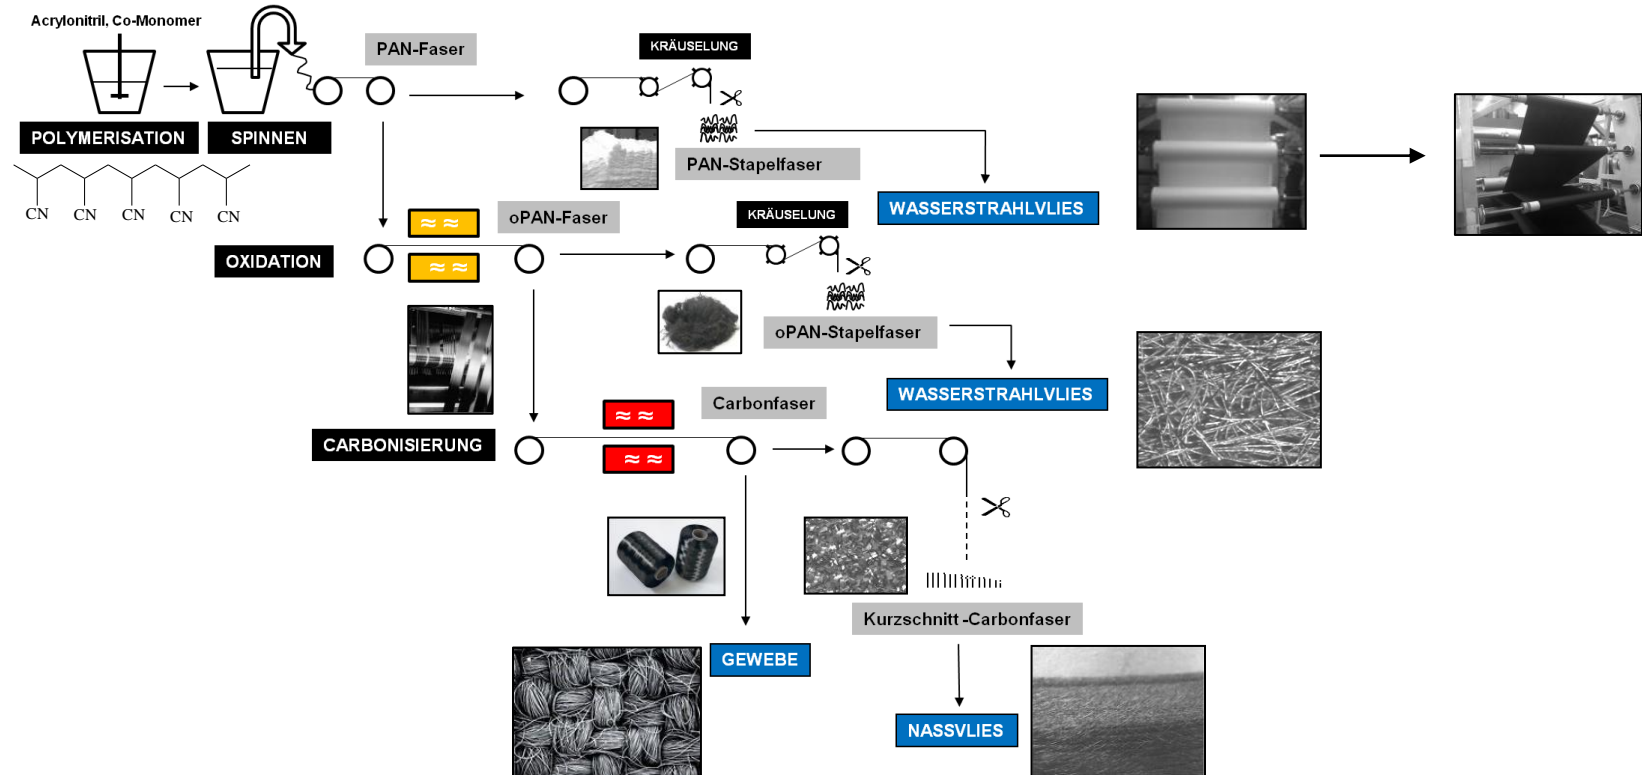 Acrylonitril, Co-Monomer
PAN-Faser
KRÄUSELUNG
POLYMERISATION
SPINNEN
PAN-Stapelfaser
CN
CN
CN
CN
CN
WASSERSTRAHLVLIES
oPAN-Faser
KRÄUSELUNG
≈ ≈
OXIDATION
≈ ≈
oPAN-Stapelfaser
WASSERSTRAHLVLIES
Carbonfaser
≈ ≈
CARBONISIERUNG
≈ ≈
Kurzschnitt -Carbonfaser
GEWEBE
NASSVLIES